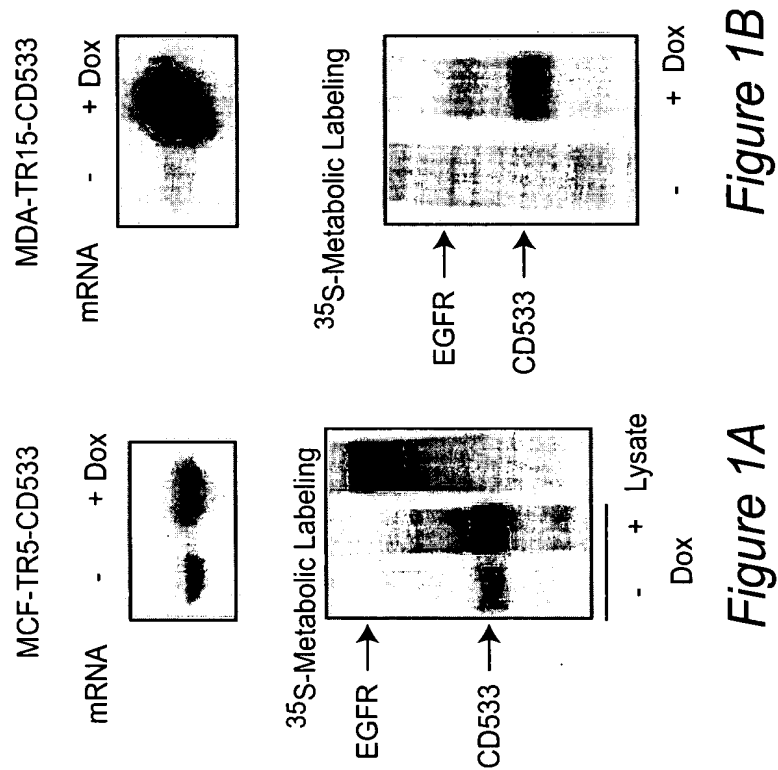 MCF-TR5-CD533
mRNA
- + Dox
35S-Metabolic Labeling
EGFR
CD533
- + Lysate
Dox
Figure 1A
MDA-TR15-CD533
mRNA
- + Dox
35S-Metabolic Labeling
EGFR
CD533
- + Dox
Figure 1B